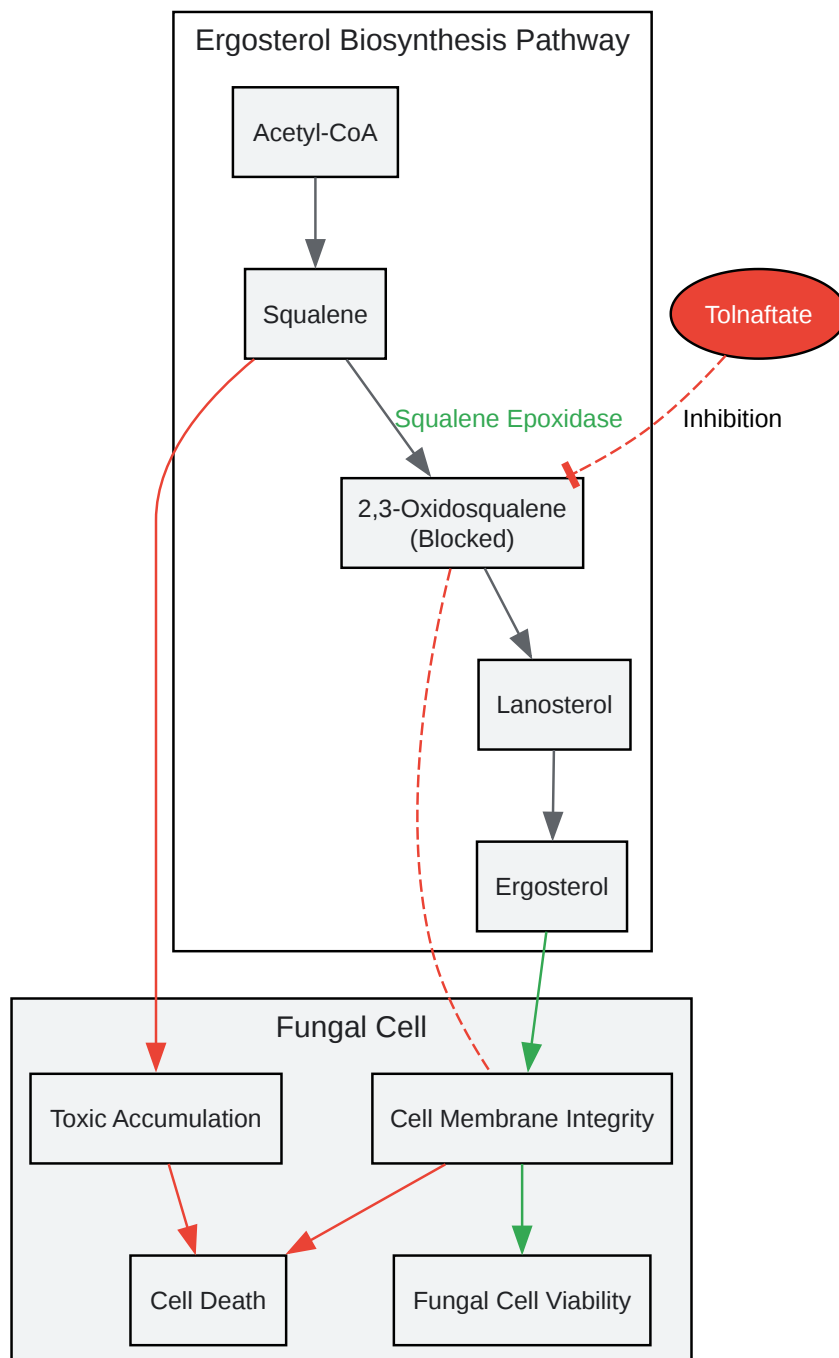 Ergosterol Biosynthesis Pathway
Acetyl-CoA
Squalene
Tolnaftate
Squalene Epoxidase
Inhibition
2,3-Oxidosqualene
(Blocked)
Lanosterol
Ergosterol
Fungal Cell
Toxic Accumulation
Cell Membrane Integrity
Cell Death
Fungal Cell Viability